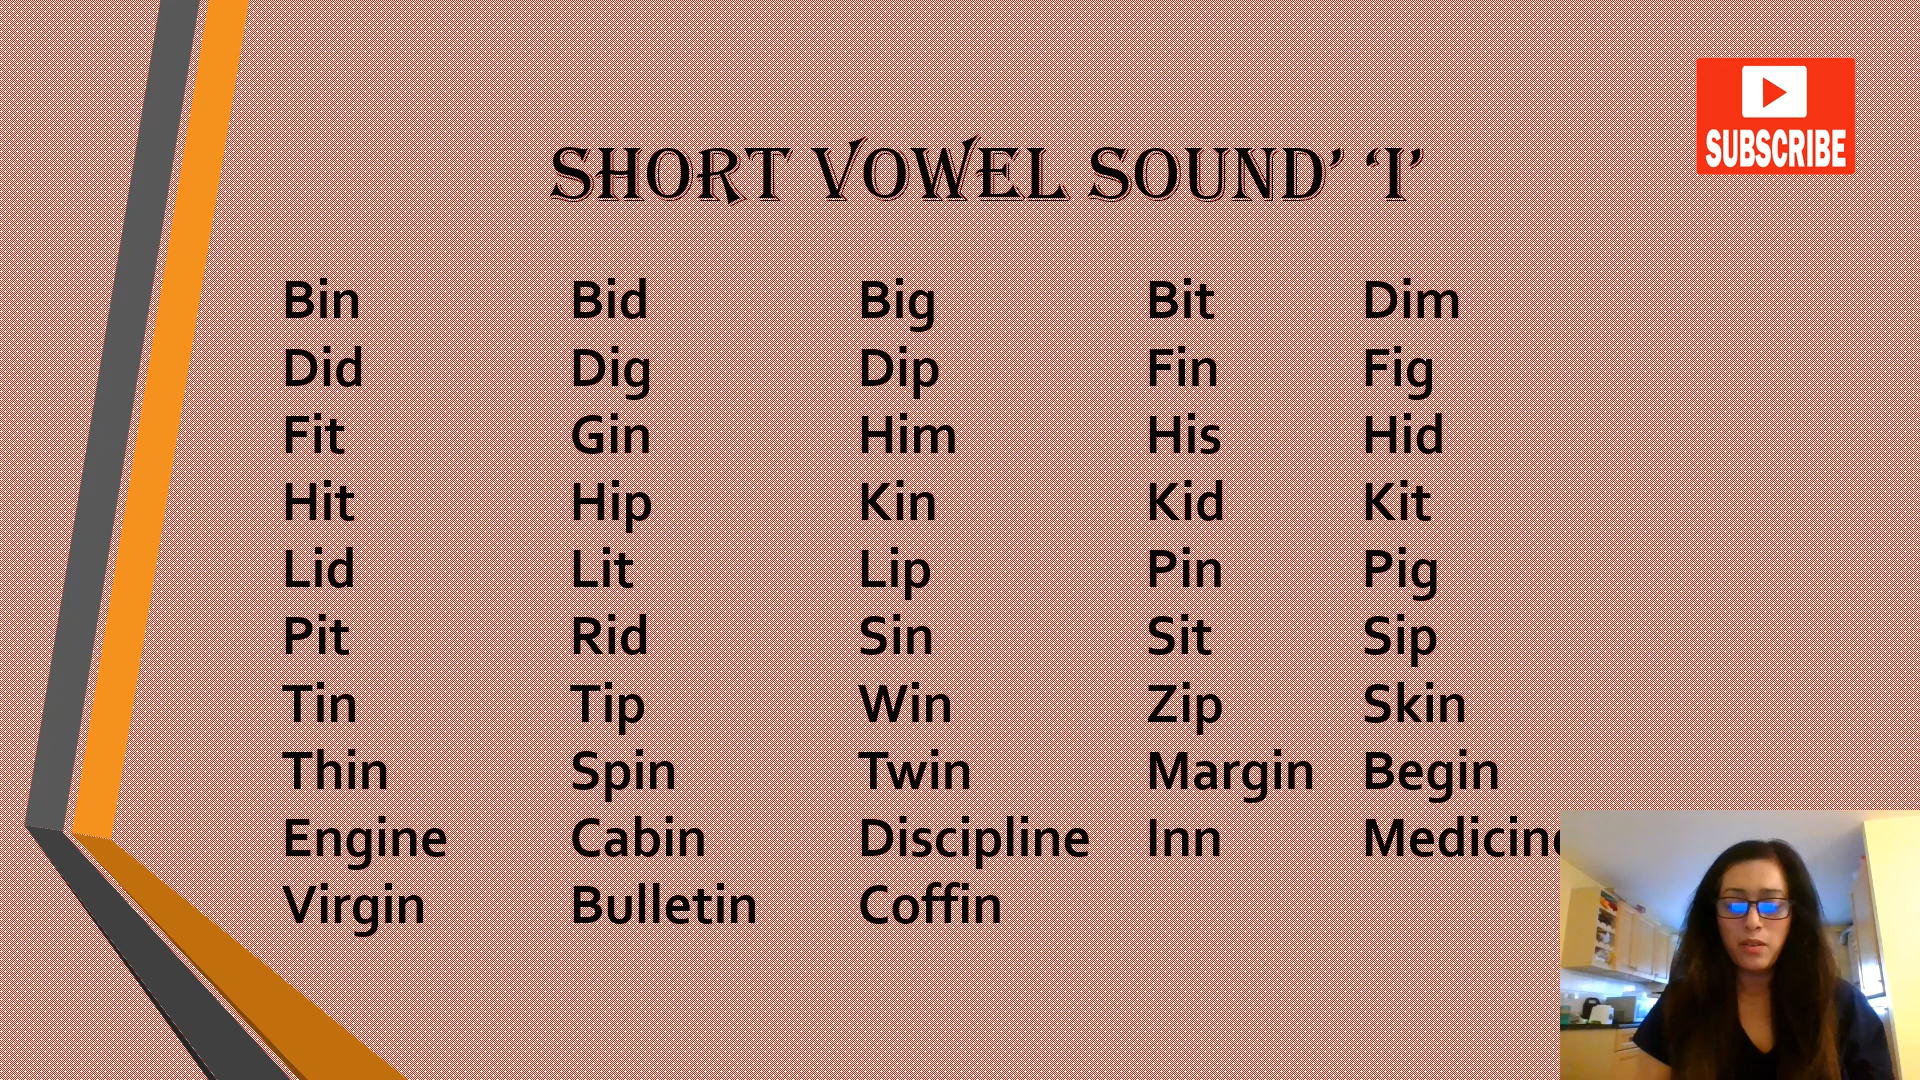 SUBSCRIBE
SHORT VOWEL SOUND’ ‘I’
Bin Bid Big Bit Dim
Did Dig Dip Fin Fig
Fit Gin Him His Hid
Hit Hip Kin Kid Kit
Lid Lit Lip Pin Pig
Pit Rid Sin Sit Sip
Tin Tip Win Zip Skin
Thin Spin Twin Margin Begin
Engine Cabin Discipline Inn Medicine
Virgin Bulletin Coffin